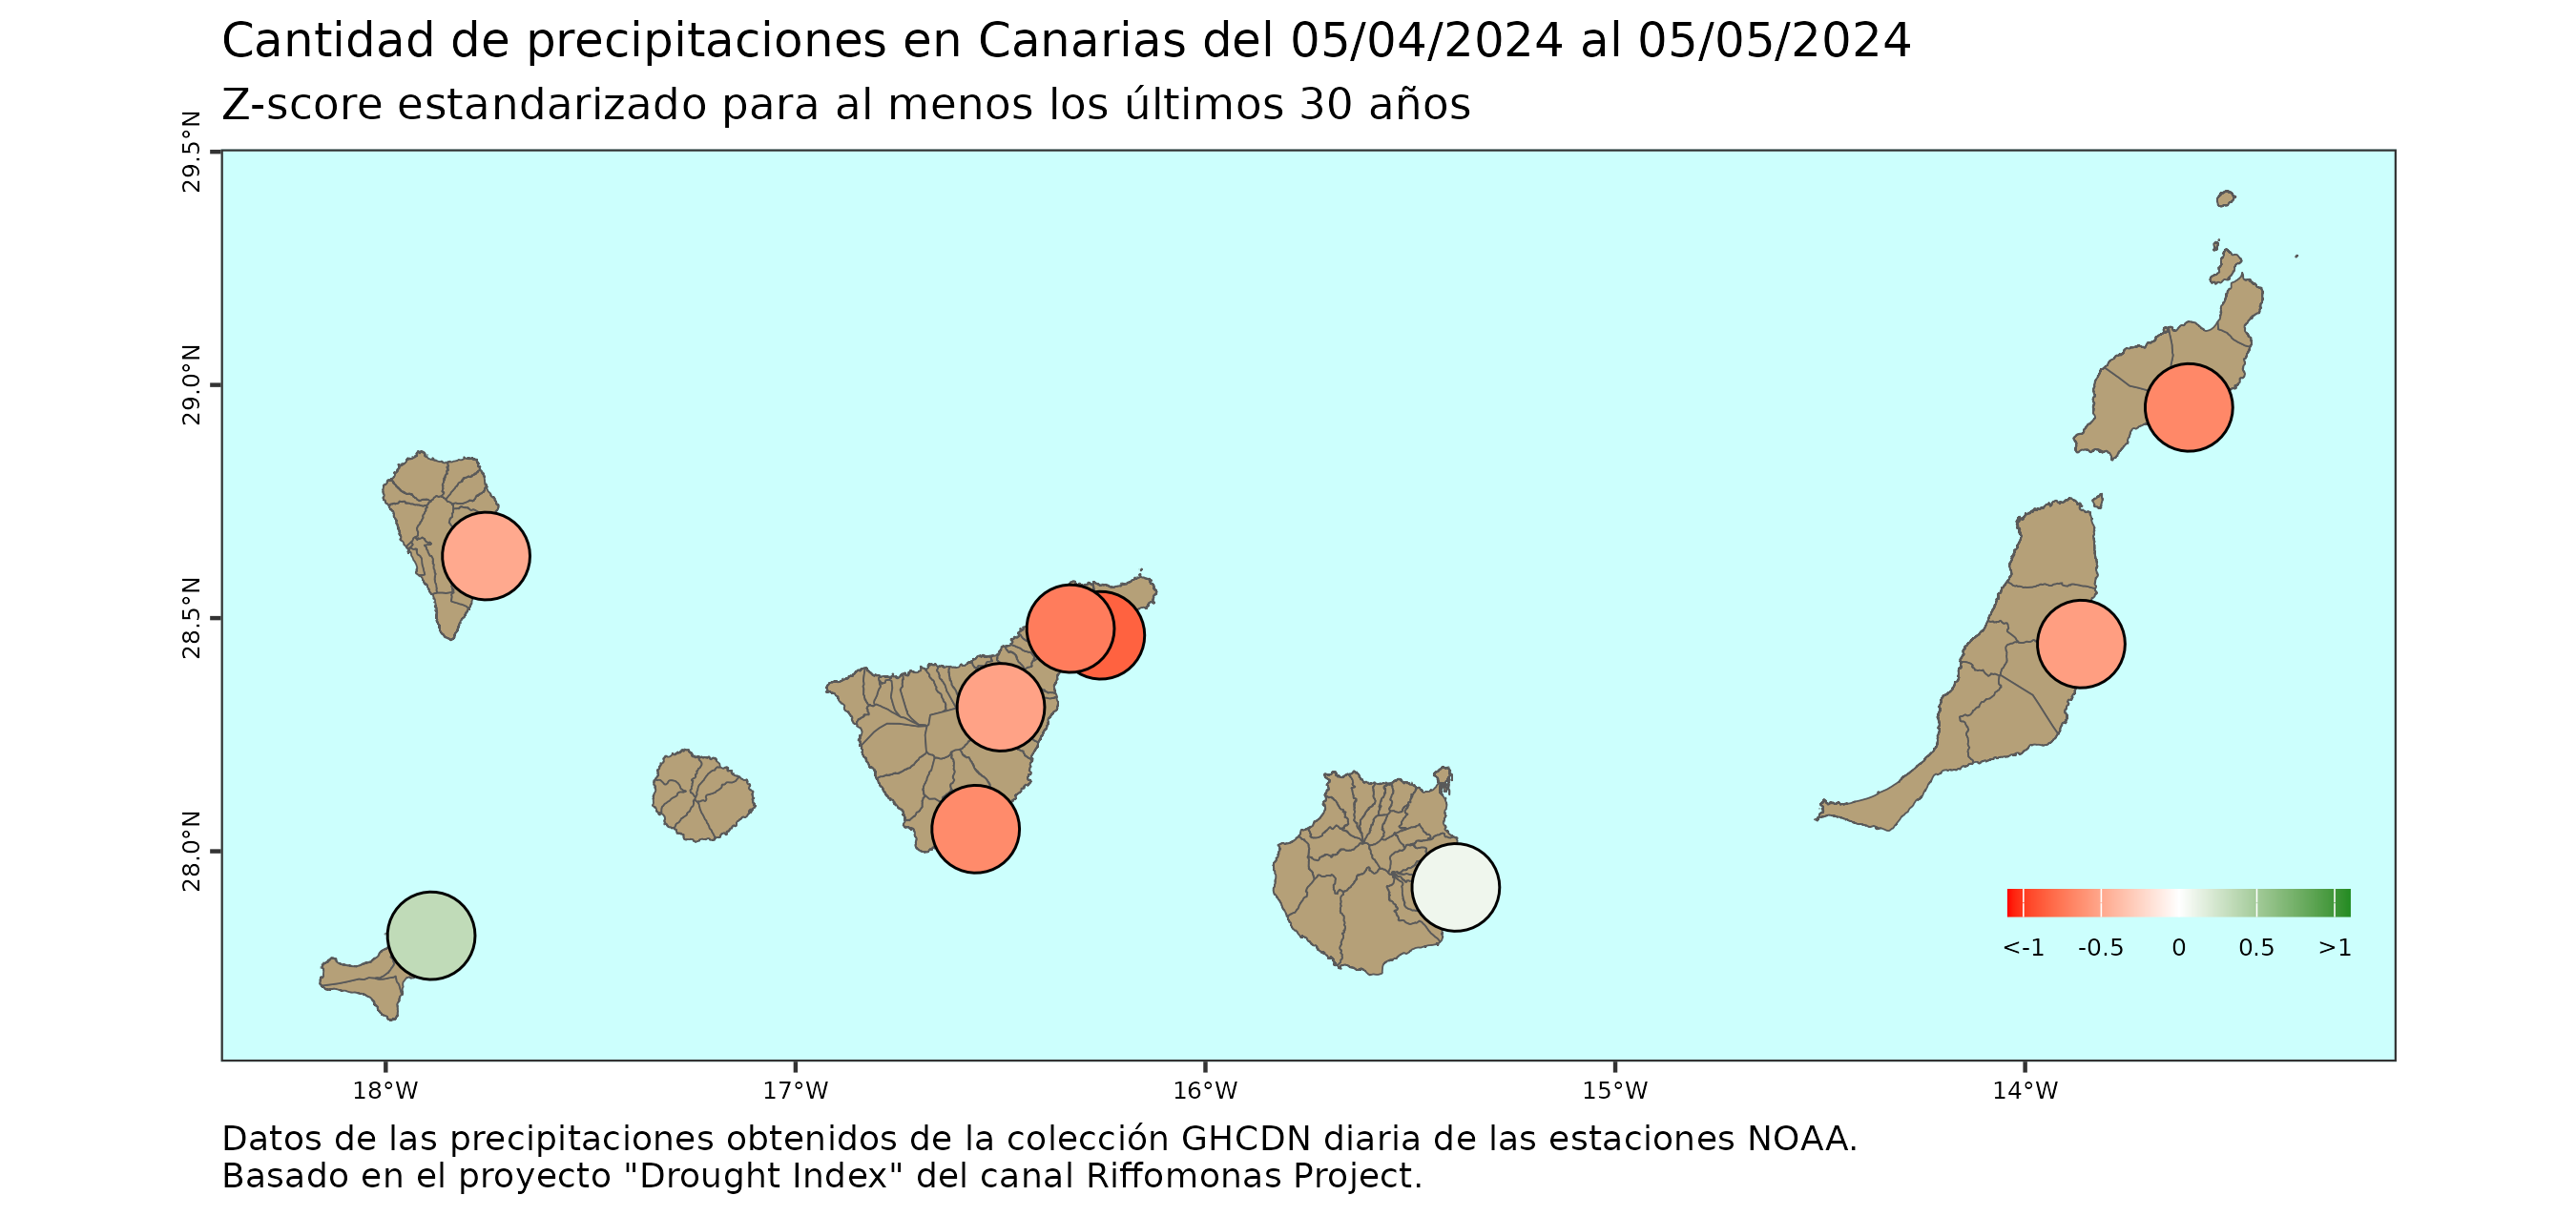 Cantidad de precipitaciones en Canarias del 05/04/2024 al 05/05/2024
Z-score estandarizado para al menos los últimos 30 años
29.5°N
29.0°N
28.5°N
28.0°N
<-1 -0.5 0 0.5 >1
18°W 17°W 16°W 15°W 14°W
Datos de las precipitaciones obtenidos de la colección GHCDN diaria de las estaciones NOAA.
Basado en el proyecto "Drought Index" del canal Riffomonas Project.